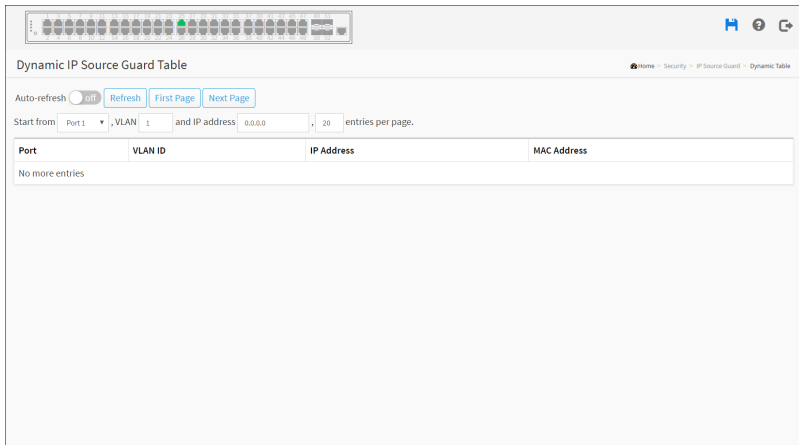 Dynamic IP Source Guard Table
Home > Security > IP Source Guard > Dynamic Table
Auto-refresh off Refresh First Page Next Page
Start from Port 1 , VLAN 1 and IP address 0.0.0.0 , 20 entries per page.
Port VLAN ID IP Address MAC Address
No more entries